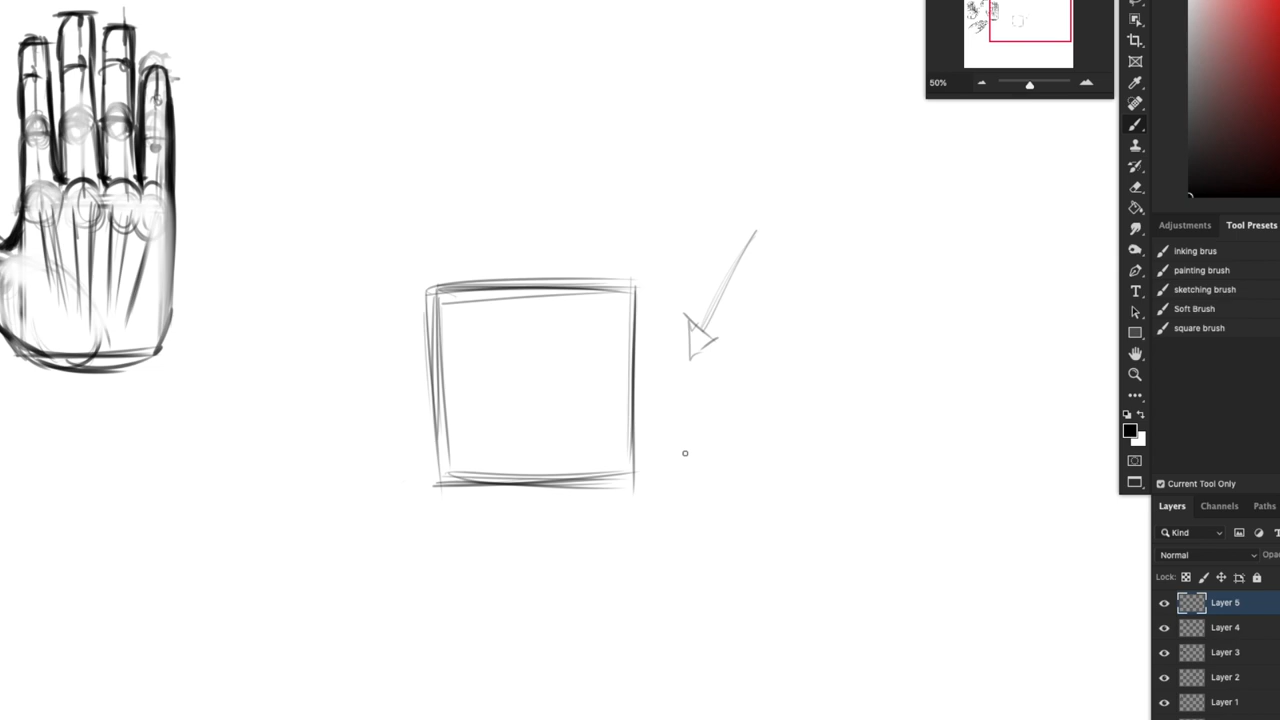 50%
Adjustments Tool Presets
inking brus
painting brush
sketching brush
Soft Brush
square brush
Current Tool Only
Layers Channels Paths
Kind
Normal Opa
Lock:
Layer 5
Layer 4
Layer 3
Layer 2
Layer 1